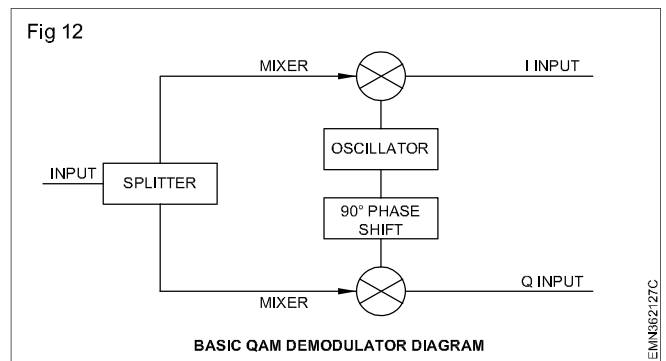 Fig 12
MIXER
I INPUT
OSCILLATOR
INPUT
SPLITTER
90° PHASE
SHIFT
Q INPUT
MIXER
BASIC QAM DEMODULATOR DIAGRAM
EMN362127C